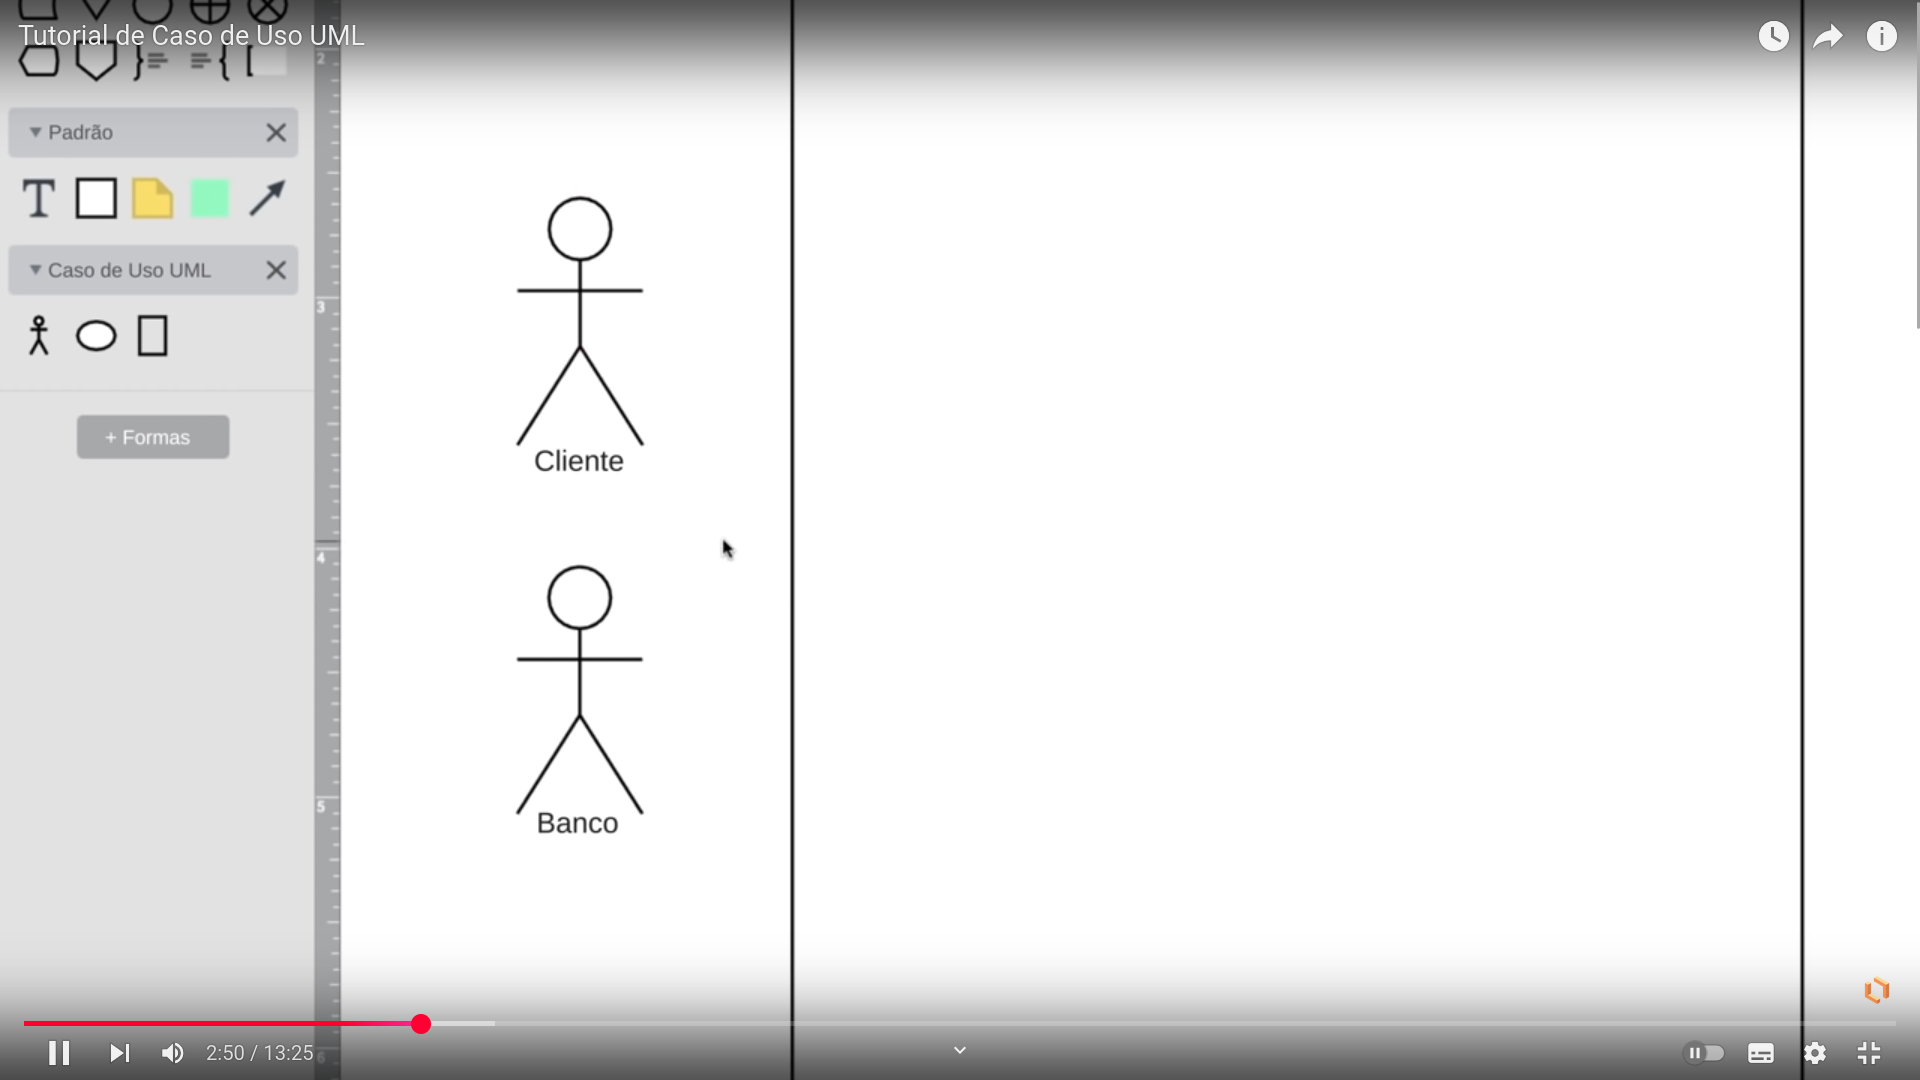 Tutorial de Caso de Uso UML
2
Padrão
T
Caso de Uso UML
3
+ Formas
Cliente
4
5
Banco
2:50 / 13:25
6